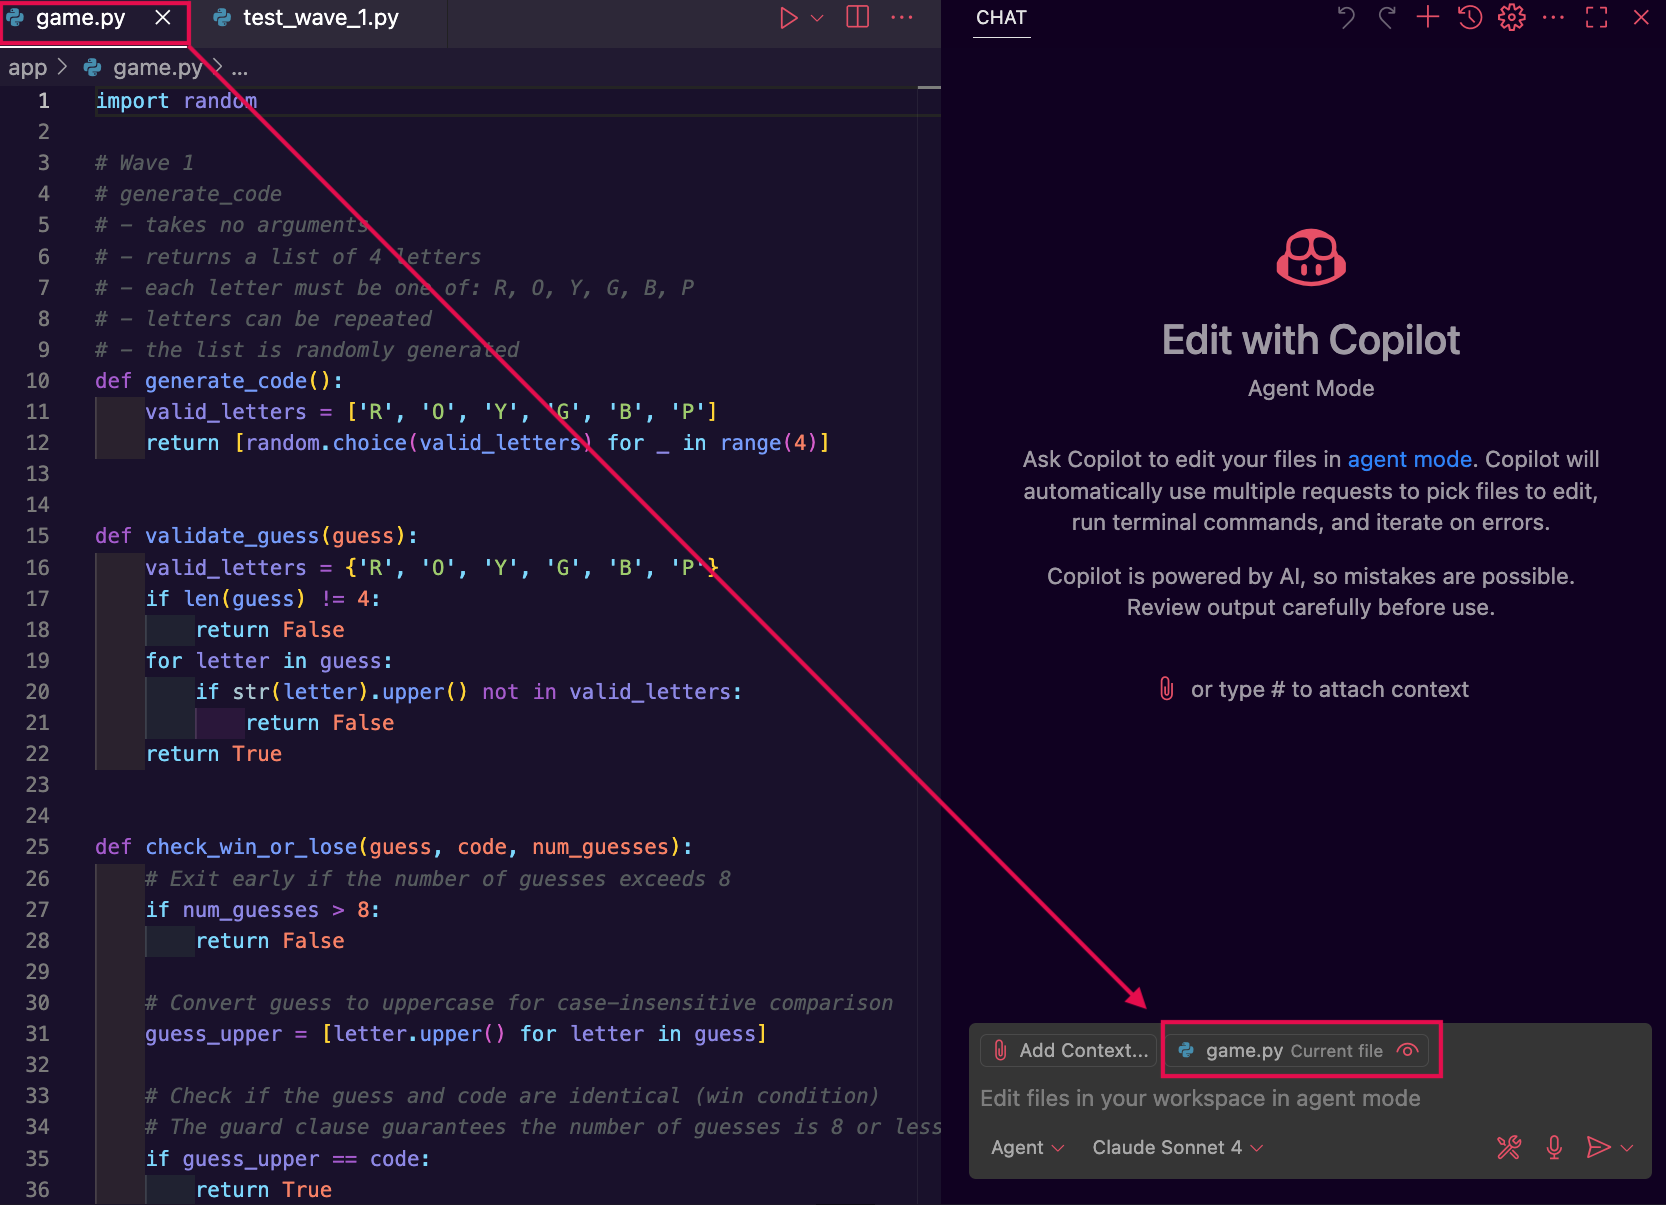 game.py
test_wave_1.py
app > game.py > ...
1 import random
2
3 # Wave 1
4 # generate_code
5 # - takes no arguments
6 # - returns a list of 4 letters
7 # - each letter must be one of: R, O, Y, G, B, P
8 # - letters can be repeated
9 # - the list is randomly generated
10 def generate_code():
11     valid_letters = ['R', 'O', 'Y', 'G', 'B', 'P']
12     return [random.choice(valid_letters) for _ in range(4)]
13
14
15 def validate_guess(guess):
16     valid_letters = {'R', 'O', 'Y', 'G', 'B', 'P'}
17     if len(guess) != 4:
18         return False
19     for letter in guess:
20         if str(letter).upper() not in valid_letters:
21             return False
22     return True
23
24
25 def check_win_or_lose(guess, code, num_guesses):
26     # Exit early if the number of guesses exceeds 8
27     if num_guesses > 8:
28         return False
29
30     # Convert guess to uppercase for case-insensitive comparison
31     guess_upper = [letter.upper() for letter in guess]
32
33     # Check if the guess and code are identical (win condition)
34     # The guard clause guarantees the number of guesses is 8 or less
35     if guess_upper == code:
36         return True
CHAT
Edit with Copilot
Agent Mode
Ask Copilot to edit your files in agent mode. Copilot will
automatically use multiple requests to pick files to edit,
run terminal commands, and iterate on errors.
Copilot is powered by AI, so mistakes are possible.
Review output carefully before use.
or type # to attach context
Add Context...
game.py Current file
Edit files in your workspace in agent mode
Agent
Claude Sonnet 4